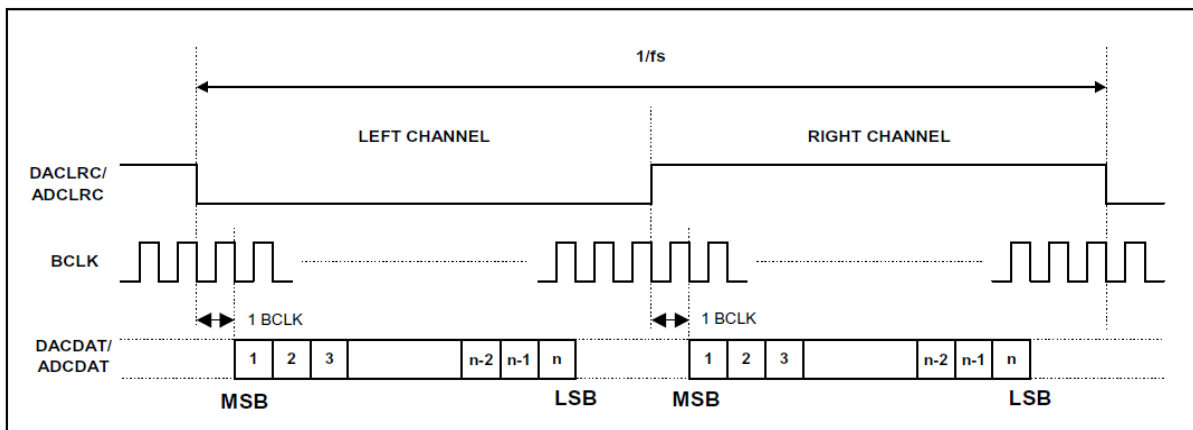 1/fs
LEFT CHANNEL RIGHT CHANNEL
DACLRC/
ADCLRC
BCLK
1 BCLK 1 BCLK
DACDAT/
ADCDAT
1 2 3 n-2 n-1 n 1 2 3 n-2 n-1 n
MSB LSB MSB LSB